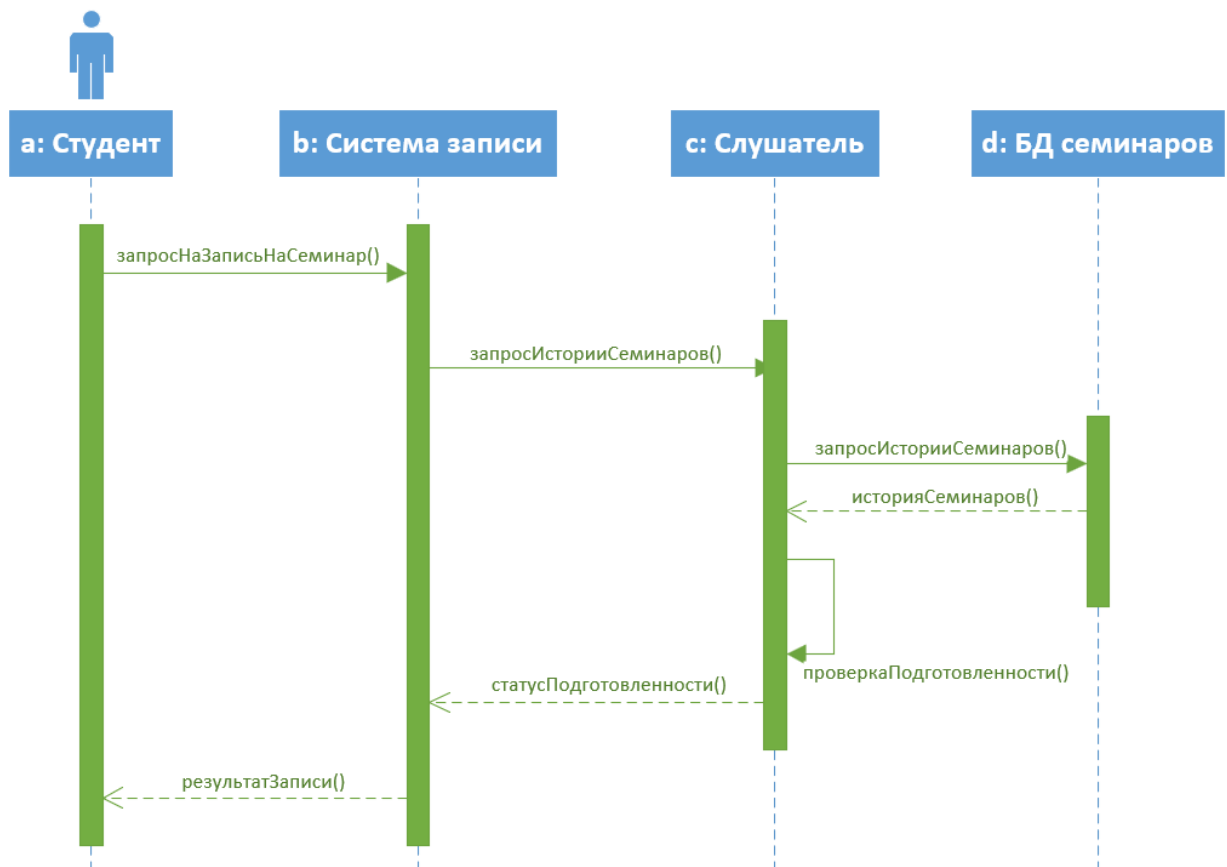 a: Студент
b: Система записи
c: Слушатель
d: БД семинаров
запросНаЗаписьНаСеминар()
запросИсторииСеминаров()
запросИсторииСеминаров()
историяСеминаров()
проверкаПодготовленности()
статусПодготовленности()
результатЗаписи()